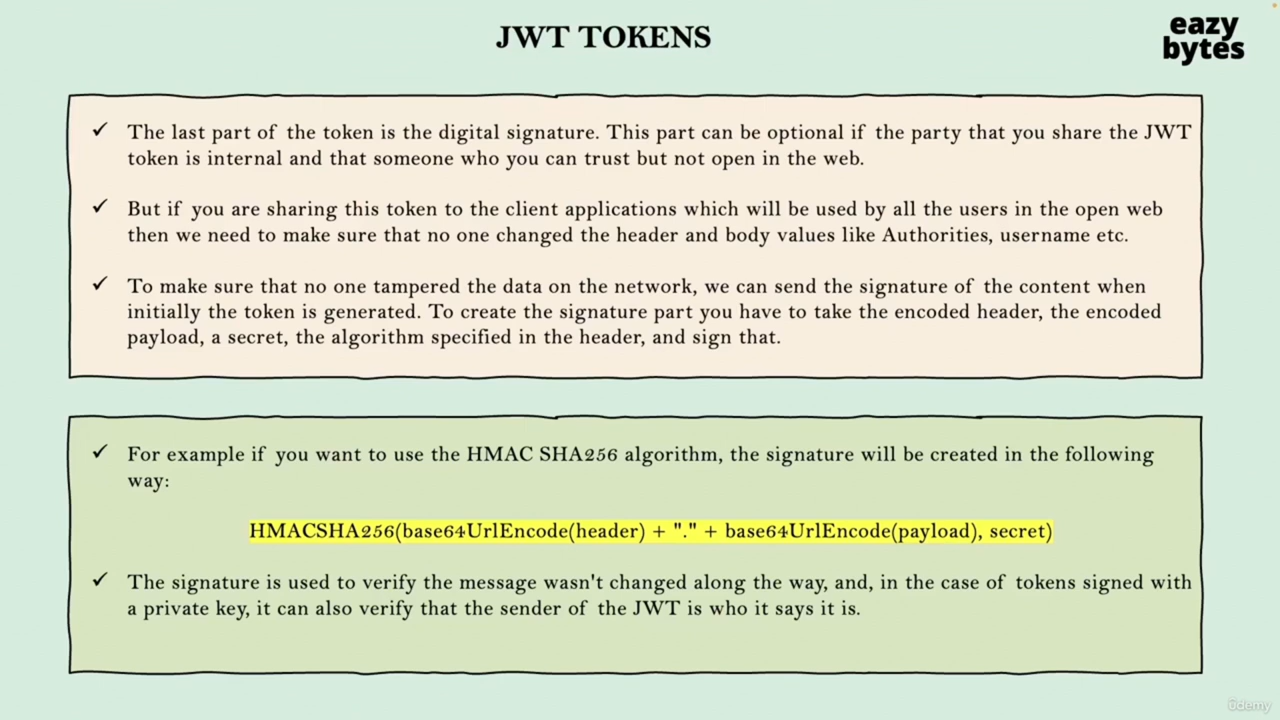 JWT TOKENS
eazy
bytes
✓ The last part of the token is the digital signature. This part can be optional if the party that you share the JWT
token is internal and that someone who you can trust but not open in the web.
✓ But if you are sharing this token to the client applications which will be used by all the users in the open web
then we need to make sure that no one changed the header and body values like Authorities, username etc.
✓ To make sure that no one tampered the data on the network, we can send the signature of the content when
initially the token is generated. To create the signature part you have to take the encoded header, the encoded
payload, a secret, the algorithm specified in the header, and sign that.
✓ For example if you want to use the HMAC SHA256 algorithm, the signature will be created in the following
way:
HMACSHA256(base64UrlEncode(header) + "." + base64UrlEncode(payload), secret)
✓ The signature is used to verify the message wasn't changed along the way, and, in the case of tokens signed with
a private key, it can also verify that the sender of the JWT is who it says it is.
ûdemy